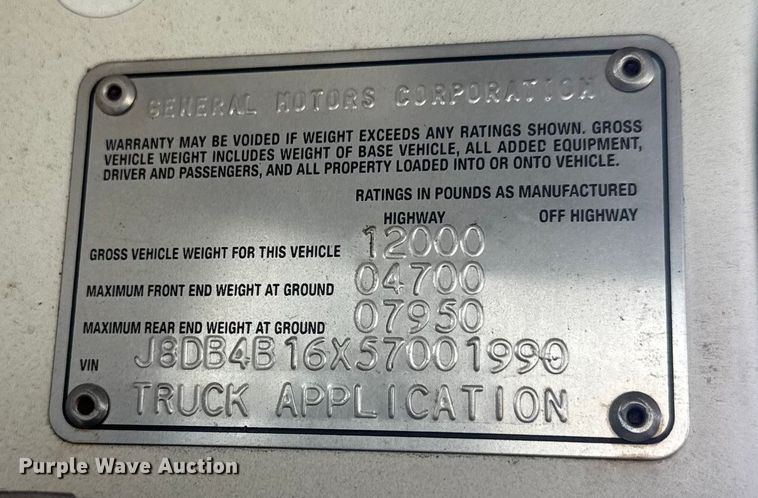 GENERAL MOTORS CORPORATION
WARRANTY MAY BE VOIDED IF WEIGHT EXCEEDS ANY RATINGS SHOWN. GROSS
VEHICLE WEIGHT INCLUDES WEIGHT OF BASE VEHICLE, ALL ADDED EQUIPMENT,
DRIVER AND PASSENGERS, AND ALL PROPERTY LOADED INTO OR ONTO VEHICLE.
RATINGS IN POUNDS AS MANUFACTURED
HIGHWAY OFF HIGHWAY
GROSS VEHICLE WEIGHT FOR THIS VEHICLE 12000
MAXIMUM FRONT END WEIGHT AT GROUND 04700
MAXIMUM REAR END WEIGHT AT GROUND 07950
VIN J8DB4B16X57001990
TRUCK APPLICATION
Purple Wave Auction